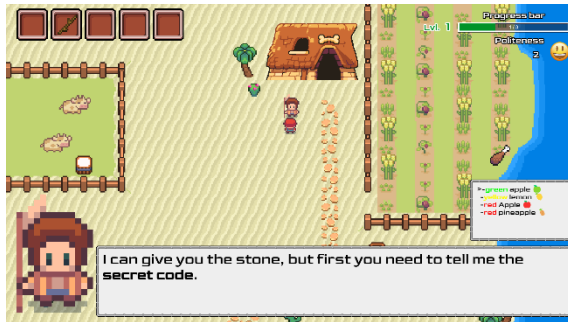 Progress bar
Lvl. 1
Politeness
2
-green apple
lemon
-red Apple
-red pineapple
I can give you the stone, but first you need to tell me the
secret code.